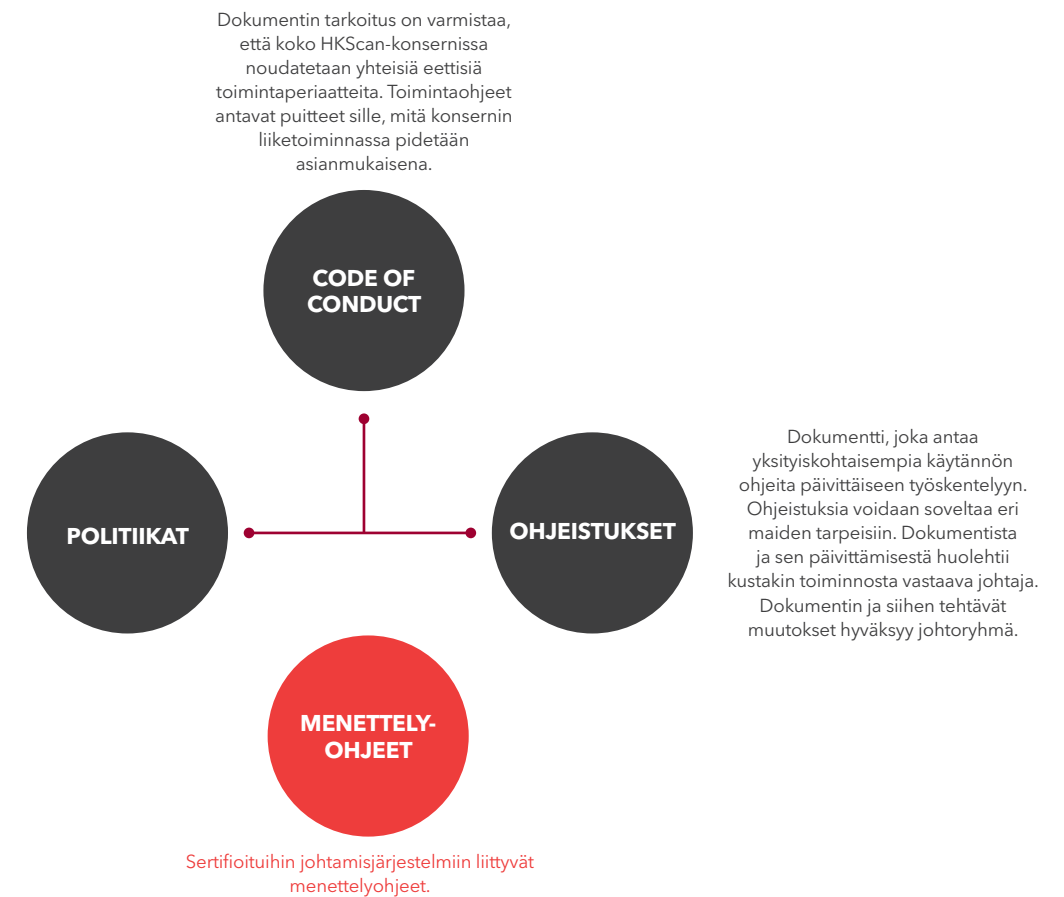 Dokumentin tarkoitus on varmistaa,
että koko HKScan-konsernissa
noudatetaan yhteisiä eettisiä
toimintaperiaatteita. Toimintaohjeet
antavat puitteet sille, mitä konsernin
liiketoiminnassa pidetään
asianmukaisena.
CODE OF
CONDUCT
POLITIIKAT
OHJEISTUKSET
Dokumentti, joka antaa
yksityiskohtaisempia käytännön
ohjeita päivittäiseen työskentelyyn.
Ohjeistuksia voidaan soveltaa eri
maiden tarpeisiin. Dokumentista
ja sen päivittämisestä huolehtii
kustakin toiminnosta vastaava johtaja.
Dokumentin ja siihen tehtävät
muutokset hyväksyy johtoryhmä.
MENETTELY-
OHJEET
Sertifioituihin johtamisjärjestelmiin liittyvät
menettelyohjeet.